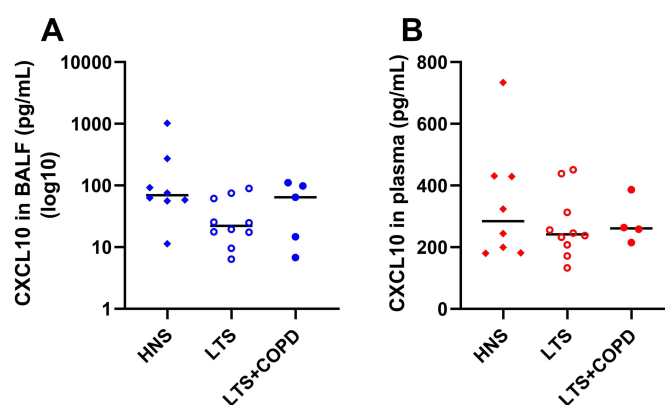 A
CXCL10 in BALF (pg/mL)
(log10)
10000
1000
100
10
1
HNS
LTS
LTS+COPD
B
CXCL10 in plasma (pg/mL)
800
600
400
200
0
HNS
LTS
LTS+COPD